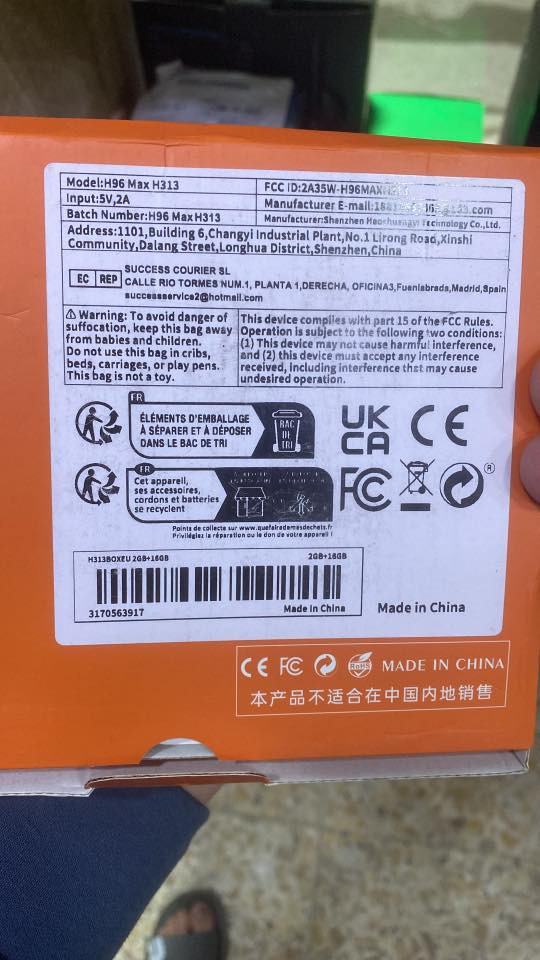 Model:H96 Max H313
FCC ID:2A35W-H96MAXH313
Input:5V,2A
Manufacturer E-mail:
Batch Number:H96 Max H313
Manufacturer:Shenzhen Haochuangyi Technology Co.,Ltd.
Address:1101,Building 6,Changyi Industrial Plant,No.1 Lirong Road,Xinshi
Community,Dalang Street,Longhua District,Shenzhen,China
EC REP
SUCCESS COURIER SL
CALLE RIO TORMES NUM.1, PLANTA 1,DERECHA, OFICINA3,Fuenlabrada,Madrid,Spain
successservice2@hotmail.com
⚠ Warning: To avoid danger of
suffocation, keep this bag away
from babies and children.
Do not use this bag in cribs,
beds, carriages, or play pens.
This bag is not a toy.
This device complies with part 15 of the FCC Rules.
Operation is subject to the following two conditions:
(1) This device may not cause harmful interference,
and (2) this device must accept any interference
received, including interference that may cause
undesired operation.
FR
ÉLÉMENTS D'EMBALLAGE
À SÉPARER ET À DÉPOSER
DANS LE BAC DE TRI
BAC
DE
TRI
UK
CA
CE
FR
Cet appareil,
ses accessoires,
cordons et batteries
se recyclent
FC
®
Points de collecte sur www.quefairedemesdechets.fr
Privilégiez la réparation ou le don de votre appareil !
H313BOXEU 2GB+16GB
2GB+16GB
3170563917
Made in China
Made in China
CE FC RoHS MADE IN CHINA
本产品不适合在中国内地销售